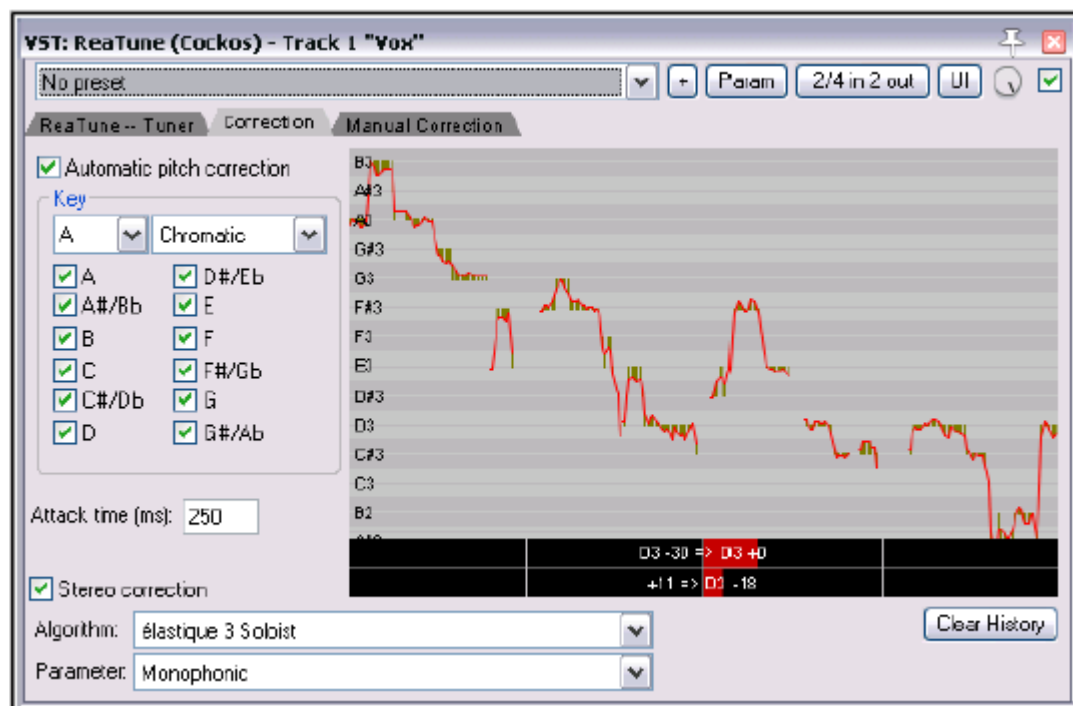 VST: ReaTune (Cockos) - Track 1 "Vox"
No preset
+
Param
2/4 in 2 out
UI
ReaTune -- Tuner
Correction
Manual Correction
Automatic pitch correction
Key
A
Chromatic
A
D#/Eb
A#/Bb
E
B
F
C
F#/Gb
C#/Db
G
D
G#/Ab
Attack time (ms): 250
Stereo correction
Algorithm: élastique 3 Soloist
Parameter: Monophonic
B3
A#3
A3
G#3
G3
F#3
F3
E3
D#3
D3
C#3
C3
B2
A#2
D3 -30 => D3 +0
+11 => D3 -18
Clear History